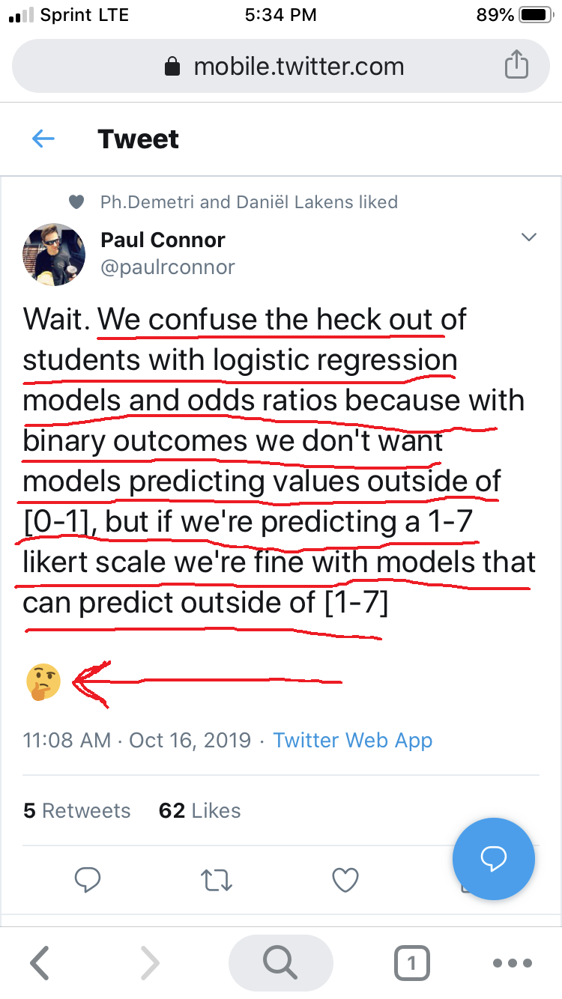 Sprint LTE 5:34 PM 89%
mobile.twitter.com
Tweet
Ph.Demetri and Daniël Lakens liked
Paul Connor
@paulrconnor
Wait. We confuse the heck out of
students with logistic regression
models and odds ratios because with
binary outcomes we don't want
models predicting values outside of
[0-1], but if we're predicting a 1-7
likert scale we're fine with models that
can predict outside of [1-7]
11:08 AM · Oct 16, 2019 · Twitter Web App
5 Retweets 62 Likes
1